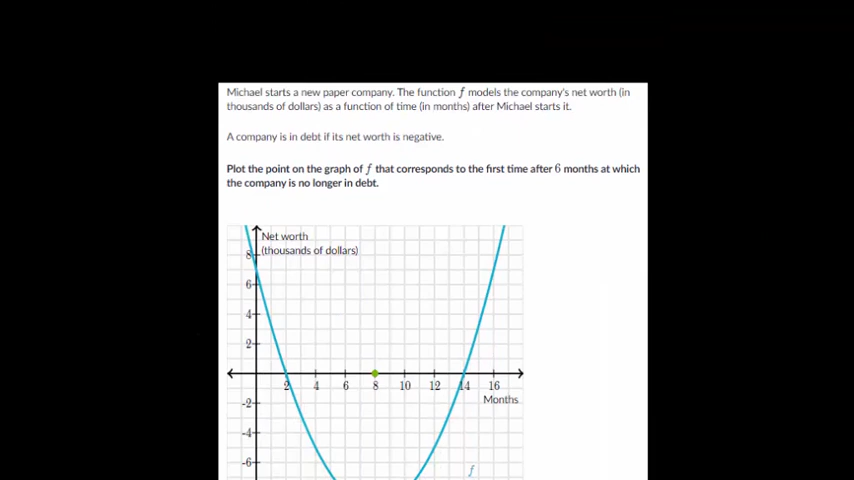 Michael starts a new paper company. The function f models the company's net worth (in
thousands of dollars) as a function of time (in months) after Michael starts it.
A company is in debt if its net worth is negative.
Plot the point on the graph of f that corresponds to the first time after 6 months at which
the company is no longer in debt.
Net worth
(thousands of dollars)
8
6
4
2
2 4 6 8 10 12 14 16
Months
-2
-4
-6
f